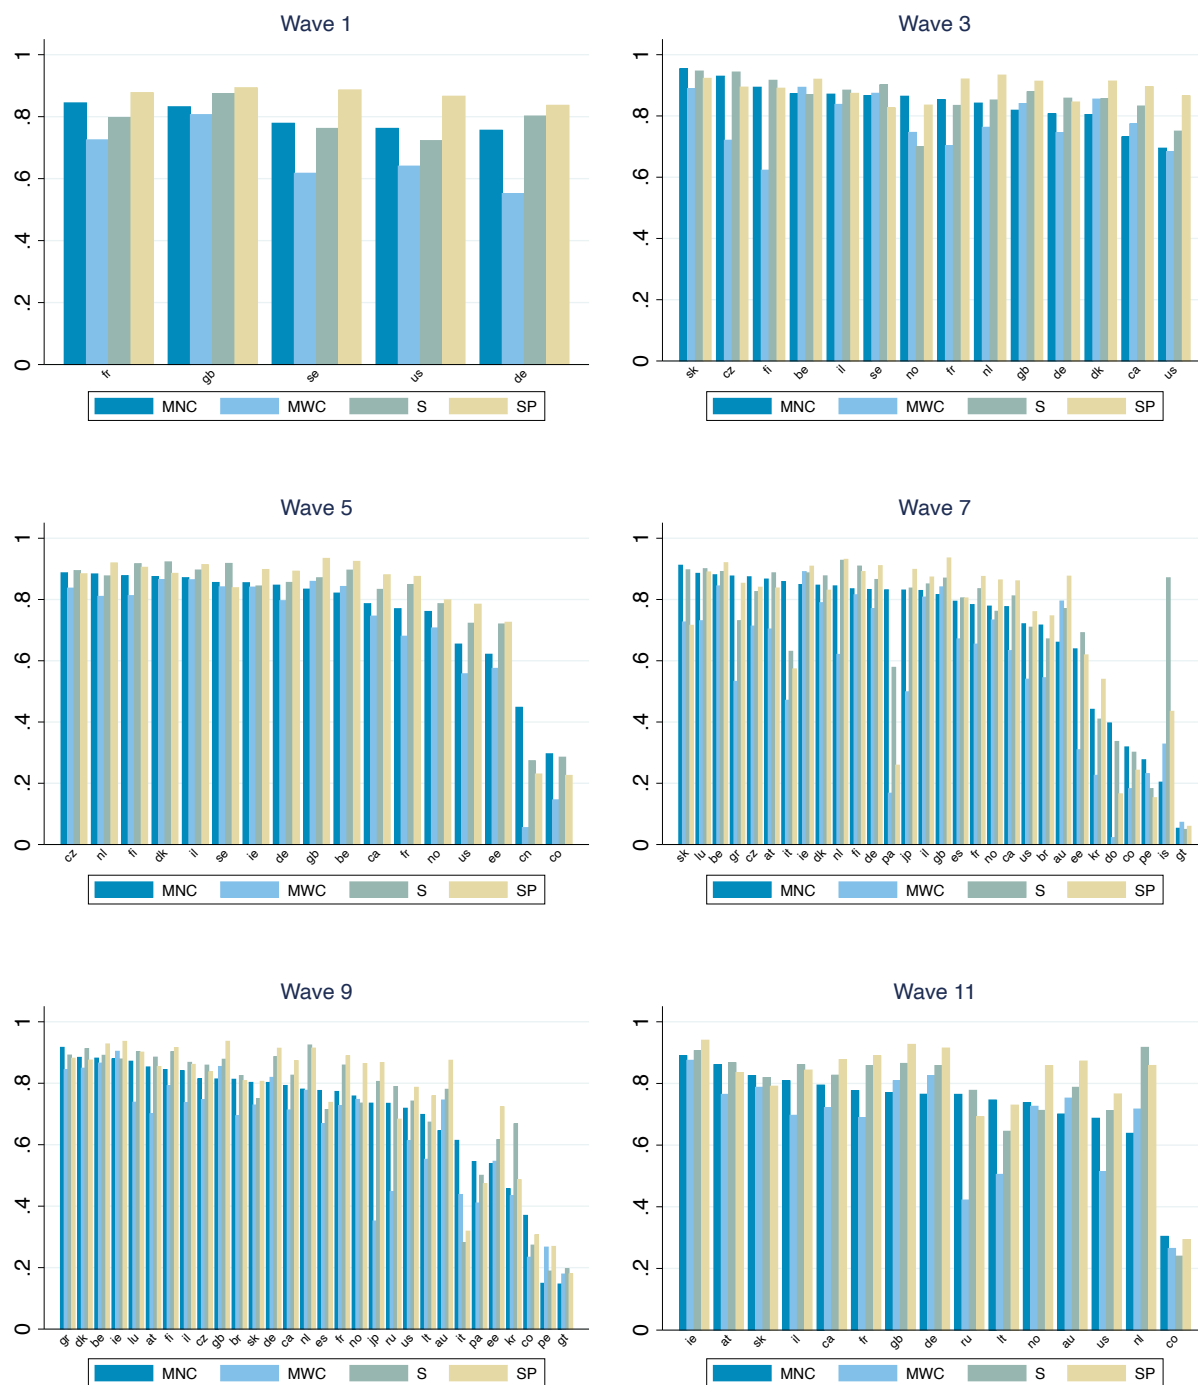 Wave 1
0 .2 .4 .6 .8 1
fr gb se us de
MNC MWC S SP
Wave 3
0 .2 .4 .6 .8 1
sk cz fi be il se no fr nl gb de dk ca us
MNC MWC S SP
Wave 5
0 .2 .4 .6 .8 1
cz nl fi dk il se ie de gb be ca fr no us ee cn co
MNC MWC S SP
Wave 7
0 .2 .4 .6 .8 1
sk lu be gr cz at it ie dk nl fi de pa jp il gb es fr no ca us br au ee kr do co pe is gt
MNC MWC S SP
Wave 9
0 .2 .4 .6 .8 1
gr dk be ie lu at fi il cz gb br sk de ca nl es fr no jp ru us lt au it pa ee kr co pe gt
MNC MWC S SP
Wave 11
0 .2 .4 .6 .8 1
ie at sk il ca fr gb de ru lt no au us nl co
MNC MWC S SP